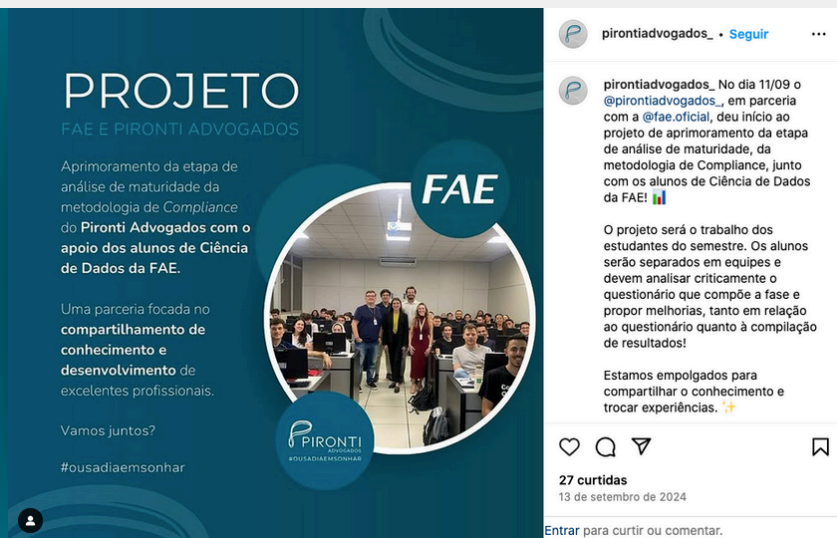 PROJETO
FAE E PIRONTI ADVOGADOS
Aprimoramento da etapa de
análise de maturidade da
metodologia de Compliance
do Pironti Advogados com o
apoio dos alunos de Ciência
de Dados da FAE.
Uma parceria focada no
compartilhamento de
conhecimento e
desenvolvimento de
excelentes profissionais.
Vamos juntos?
#ousadiaemsonhar
FAE
PIRONTI
ADVOGADOS
#OUSADIAEMSONHAR
pirontiadvogados_ • Seguir
pirontiadvogados_ No dia 11/09 o
@pirontiadvogados_, em parceria
com a @fae.oficial, deu início ao
projeto de aprimoramento da etapa
de análise de maturidade, da
metodologia de Compliance, junto
com os alunos de Ciência de Dados
da FAE! 📊
O projeto será o trabalho dos
estudantes do semestre. Os alunos
serão separados em equipes e
devem analisar criticamente o
questionário que compõe a fase e
propor melhorias, tanto em relação
ao questionário quanto à compilação
de resultados!
Estamos empolgados para
compartilhar o conhecimento e
trocar experiências. ✨
27 curtidas
13 de setembro de 2024
Entrar para curtir ou comentar.